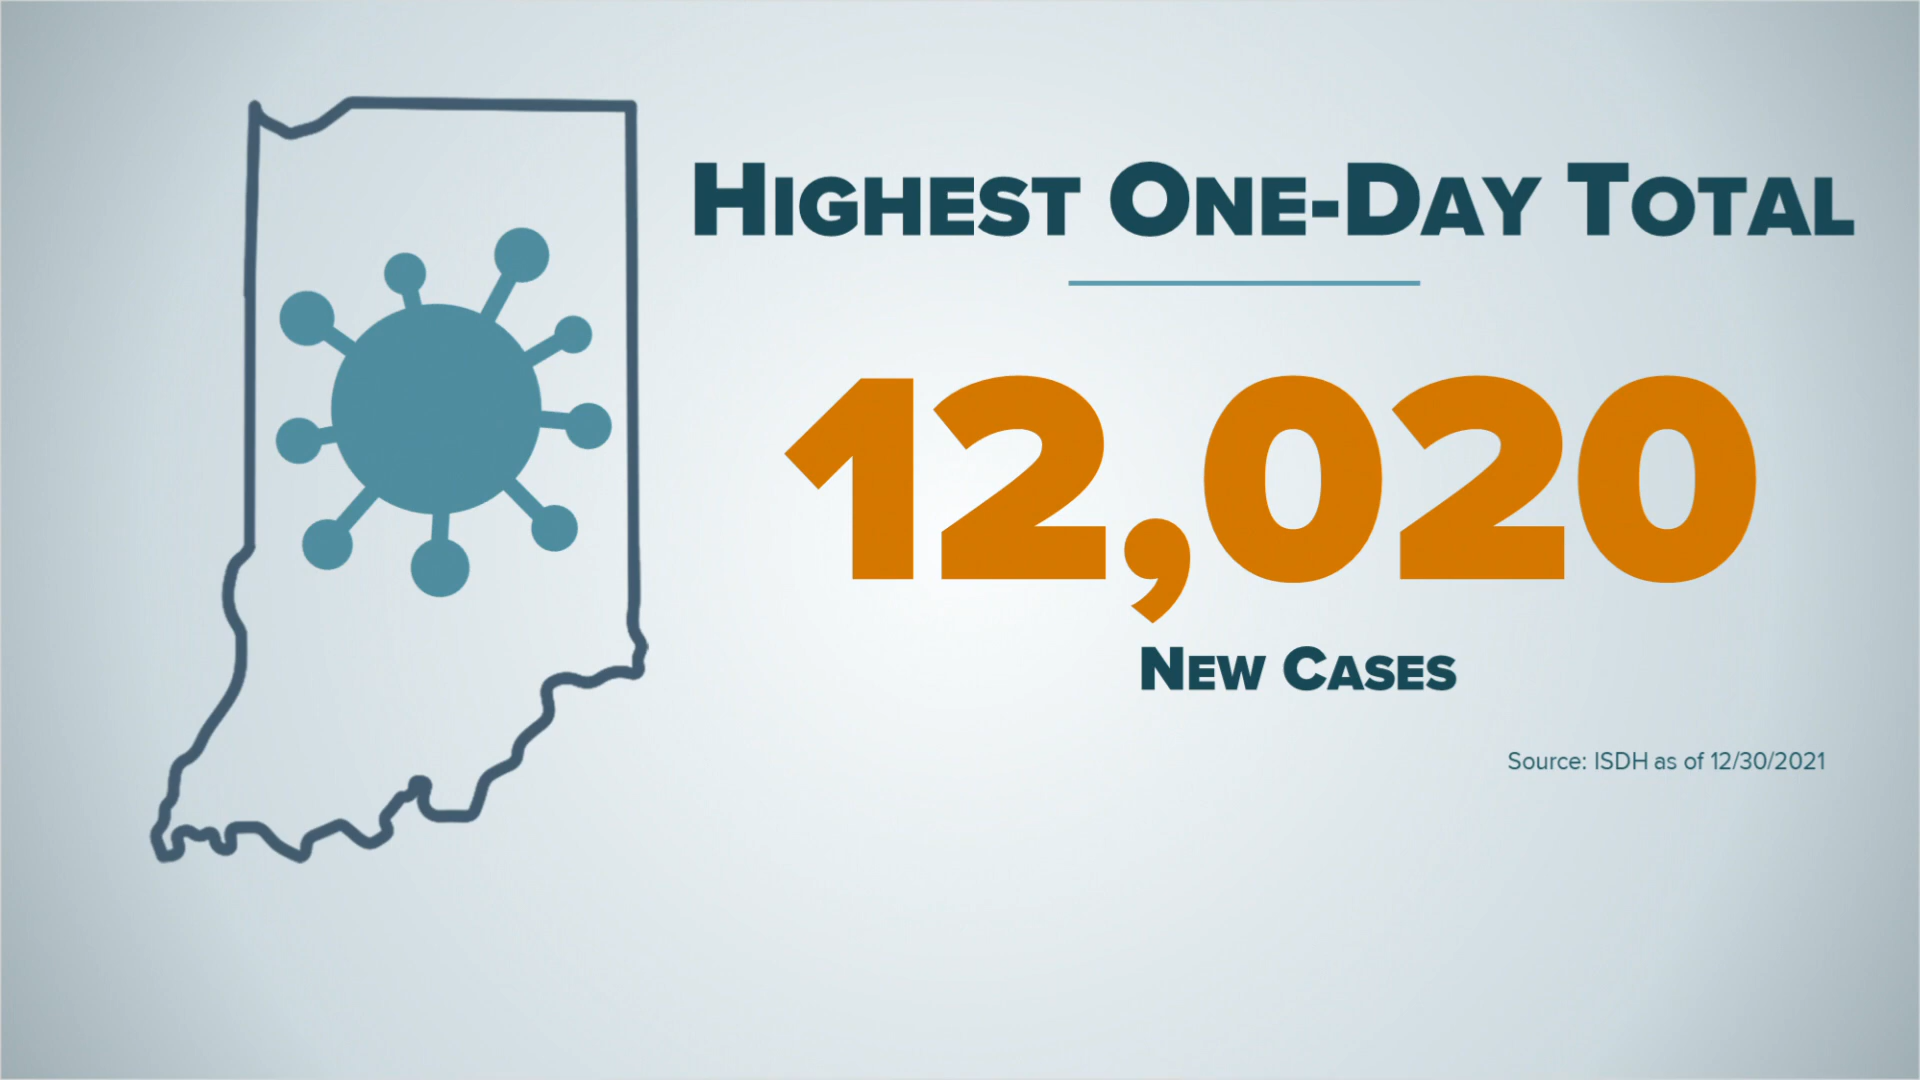 Highest One-Day Total
12,020
New Cases
Source: ISDH as of 12/30/2021